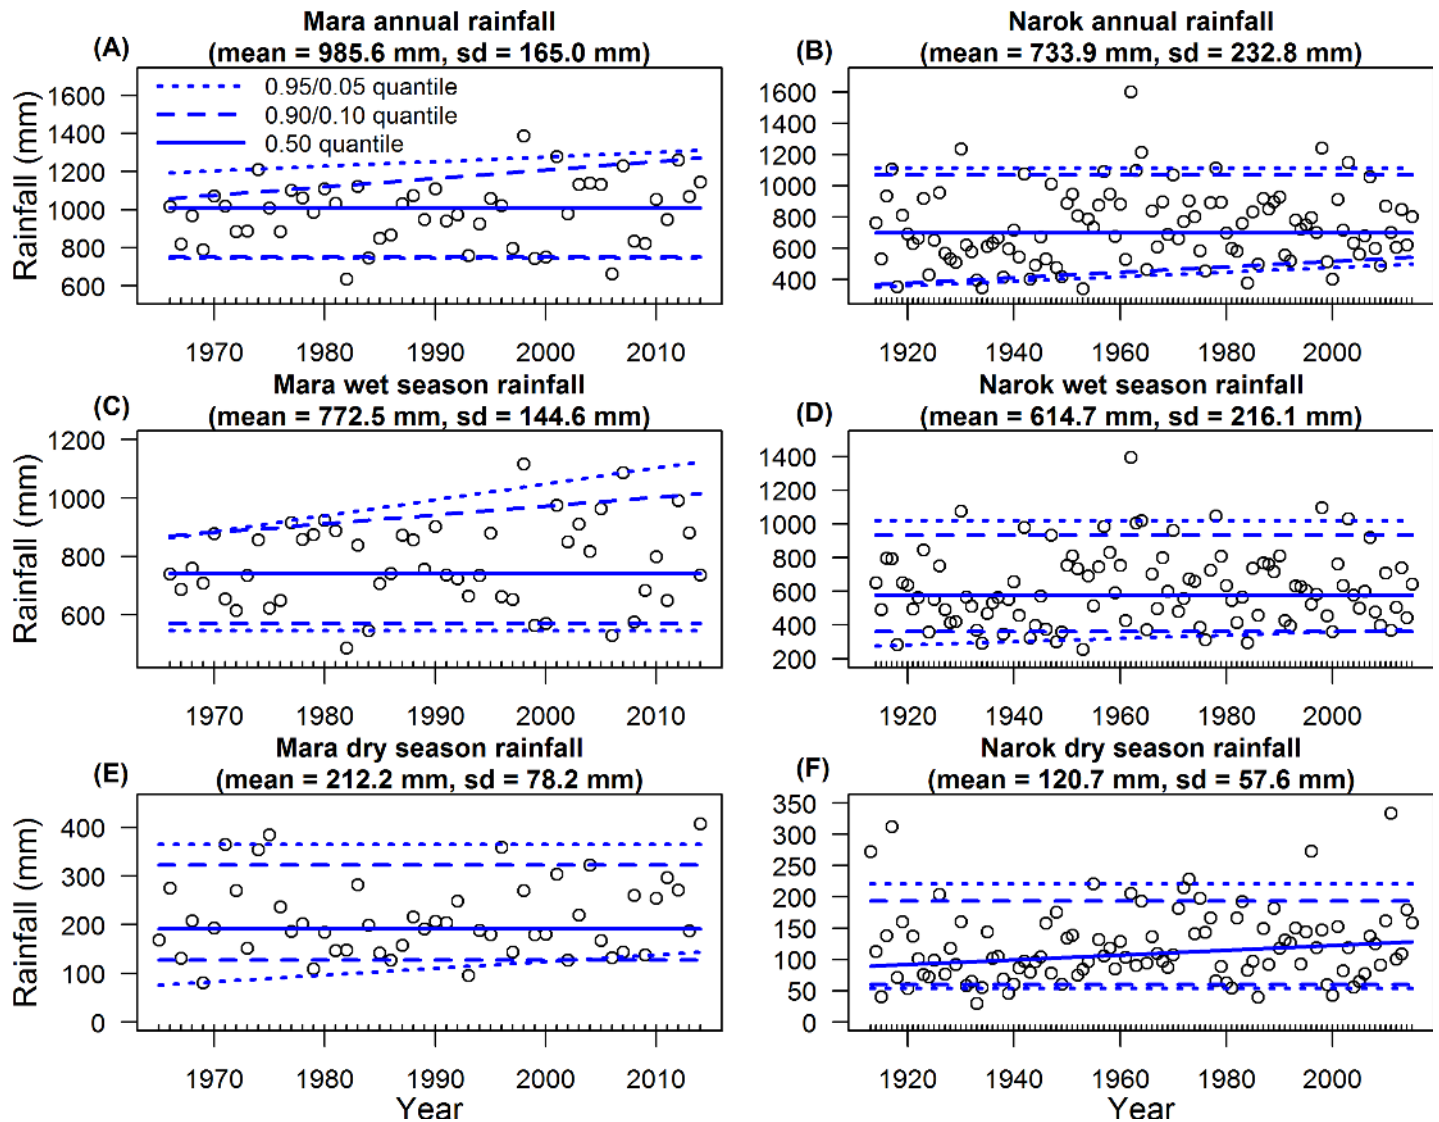 Mara annual rainfall
(A) (mean = 985.6 mm, sd = 165.0 mm)
0.95/0.05 quantile
0.90/0.10 quantile
0.50 quantile
Rainfall (mm)
1600
1400
1200
1000
800
600
1970 1980 1990 2000 2010
Narok annual rainfall
(B) (mean = 733.9 mm, sd = 232.8 mm)
1600
1400
1200
1000
800
600
400
1920 1940 1960 1980 2000
Mara wet season rainfall
(C) (mean = 772.5 mm, sd = 144.6 mm)
Rainfall (mm)
1200
1000
800
600
1970 1980 1990 2000 2010
Narok wet season rainfall
(D) (mean = 614.7 mm, sd = 216.1 mm)
1400
1200
1000
800
600
400
200
1920 1940 1960 1980 2000
Mara dry season rainfall
(E) (mean = 212.2 mm, sd = 78.2 mm)
Rainfall (mm)
400
300
200
100
0
1970 1980 1990 2000 2010
Year
Narok dry season rainfall
(F) (mean = 120.7 mm, sd = 57.6 mm)
350
300
250
200
150
100
50
0
1920 1940 1960 1980 2000
Year